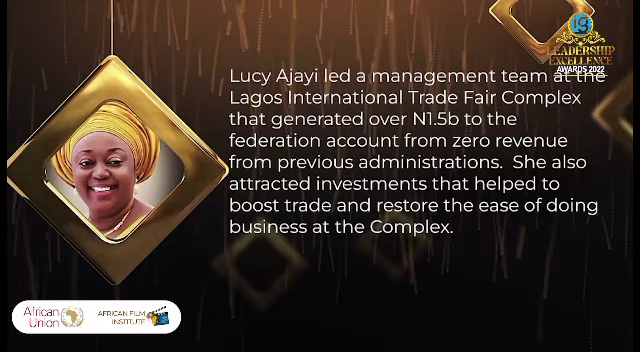 LEADERSHIP
EXCELLENCE
AWARDS 2022
Lucy Ajayi led a management team at the
Lagos International Trade Fair Complex
that generated over N1.5b to the
federation account from zero revenue
from previous administrations. She also
attracted investments that helped to
boost trade and restore the ease of doing
business at the Complex.
African
Union
AFRICAN FILM
INSTITUTE